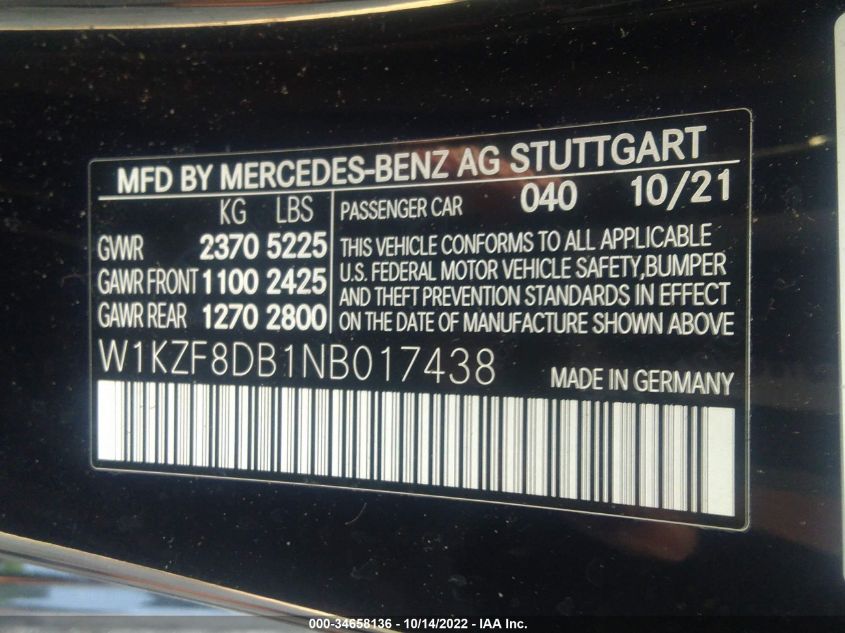 MFD BY MERCEDES-BENZ AG STUTTGART
KG LBS
GVWR 2370 5225
GAWR FRONT 1100 2425
GAWR REAR 1270 2800
PASSENGER CAR 040 10/21
THIS VEHICLE CONFORMS TO ALL APPLICABLE
U.S. FEDERAL MOTOR VEHICLE SAFETY,BUMPER
AND THEFT PREVENTION STANDARDS IN EFFECT
ON THE DATE OF MANUFACTURE SHOWN ABOVE
W1KZF8DB1NB017438
MADE IN GERMANY
000-34658136 - 10/14/2022 - IAA Inc.